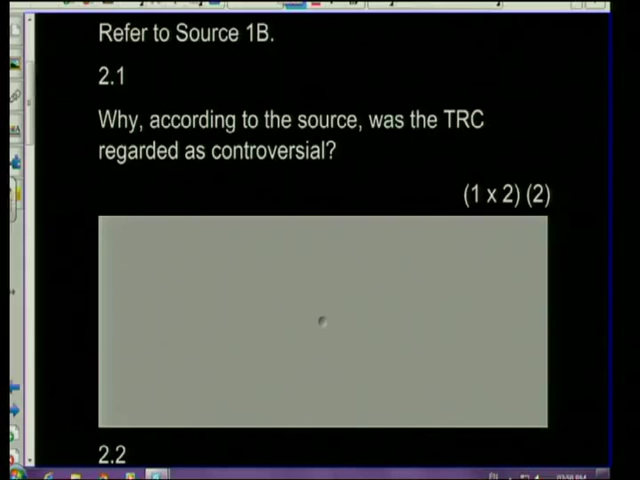 Refer to Source 1B.
2.1
Why, according to the source, was the TRC
regarded as controversial?
(1 x 2) (2)
2.2